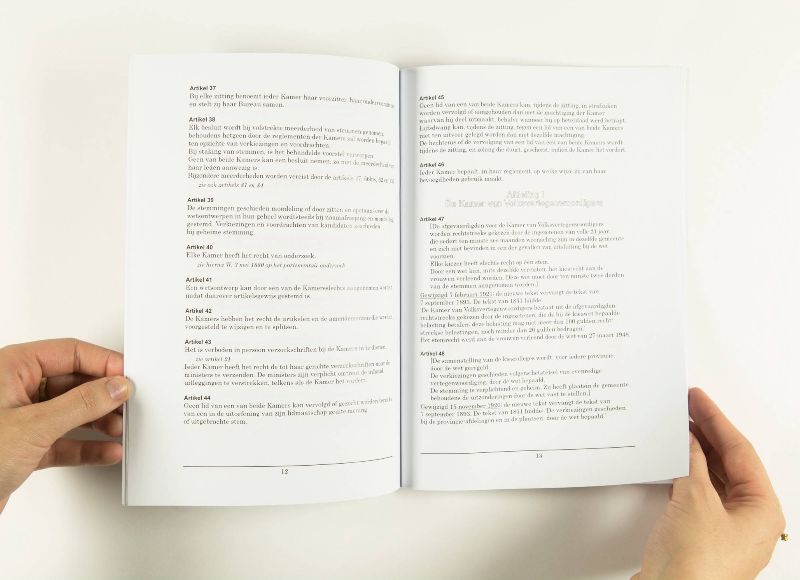 Artikel 37
Bij elke zitting benoemt ieder Kamer haar voorzitter, haar ondervoorzitters
en stelt zij haar Bureau samen.
Artikel 38
Elk besluit wordt bij volstrekte meerderheid van stemmen genomen,
behoudens hetgeen door de reglementen der Kamers zal worden bepaald
ten opzichte van verkiezingen en voordrachten.
Bij staking van stemmen, is het behandelde voorstel verworpen.
Geen van beide Kamers kan een besluit nemen, zo niet de meerderheid
haar leden aanwezig is.
Bijzondere meerderheden worden vereist door de artikels
zie ook artikels 41 en 64
Artikel 39
De stemmingen geschieden mondeling of door zitten en opstaan; over de
wetsontwerpen in hun geheel wordt steeds bij naamafroeping en mondeling
gestemd. Verkiezingen en voordrachten van kandidaten geschieden
bij geheime stemming.
Artikel 40
Elke Kamer heeft het recht van onderzoek.
zie hierna W. 3 mei 1880 op het parlementair onderzoek
Artikel 41
Een wetsontwerp kan door een van de Kamers slechts aangenomen worden
nadat daarover artikelsgewijs gestemd is.
Artikel 42
De Kamers hebben het recht de artikelen en de amendementen die worden
voorgesteld te wijzigen en te splitsen.
Artikel 43
Het is verboden in persoon verzoekschriften bij de Kamers in te dienen.
zie artikel 21
Ieder Kamer heeft het recht de tot haar gerichte verzoekschriften naar de
ministers te verzenden. De ministers zijn verplicht omtrent de inhoud
uitleggingen te verstrekken, telkens als de Kamer het vordert.
Artikel 44
Geen lid van een van beide Kamers kan vervolgd of gezocht worden
van een in de uitoefening van zijn lidmaatschap geuite mening
of uitgebrachte stem.
12
Artikel 45
Geen lid van een van beide Kamers kan, tijdens de zitting, in strafzaken
worden vervolgd of aangehouden dan met de machtiging der Kamer
waarvan hij deel uitmaakt, behalve wanneer hij op heterdaad werd betrapt.
Lijfsdwang kan, tijdens de zitting, tegen een lid van een van beide Kamers
niet ten uitvoer gelegd worden dan met dezelfde machtiging.
De hechtenis of de vervolging van een lid van een van beide Kamers wordt
tijdens de zitting, en zolang die duurt, geschorst, indien de Kamer het vordert.
Artikel 46
Ieder Kamer bepaalt, in haar reglement, op welke wijze zij van haar
bevoegdheden gebruik maakt.
Afdeling 1
De Kamer van Volksvertegenwoordigers
Artikel 47
[De afgevaardigden voor de Kamer van Volksvertegenwoordigers
worden rechtstreeks gekozen door de ingezetenen van volle 21 jaar,
die sedert ten minste zes maanden woonachtig zijn in dezelfde gemeente
en zich niet bevinden in een der gevallen van uitsluiting bij de wet
voorzien.
Elke kiezer heeft slechts recht op één stem.
Door een wet kan, onder dezelfde vereisten, het kiesrecht aan de
vrouwen verleend worden. Deze wet moet door ten minste twee derden
van de stemmen aangenomen worden.]
Gewijzigd 7 februari 1921: de nieuwe tekst vervangt de tekst van
7 september 1893. De tekst van 1831 luidde:
'De Kamer van Volksvertegenwoordigers bestaat uit de afgevaardigden
rechtstreeks gekozen door de ingezetenen, die de bij de kieswet bepaalde
belasting betalen; deze belasting mag niet meer dan 100 gulden recht-
streekse belastingen, noch minder dan 20 gulden bedragen.'
Het stemrecht werd aan de vrouwen verleend door de wet van 27 maart 1948.
Artikel 48
[De samenstelling van de kiescolleges wordt, voor iedere provincie,
door de wet geregeld.
De verkiezingen geschieden volgens het stelsel van evenredige
vertegenwoordiging, door de wet bepaald.
De stemming is verplichtend en geheim. Zo heeft plaats in de gemeente
behoudens de uitzonderingen door de wet vast te stellen.]
Gewijzigd 15 november 1920: de nieuwe tekst vervangt de tekst van
7 september 1893. De tekst van 1831 luidde: 'De verkiezingen geschieden
bij de provincie-afdelingen en in de plaatsen, door de wet bepaald.'
13